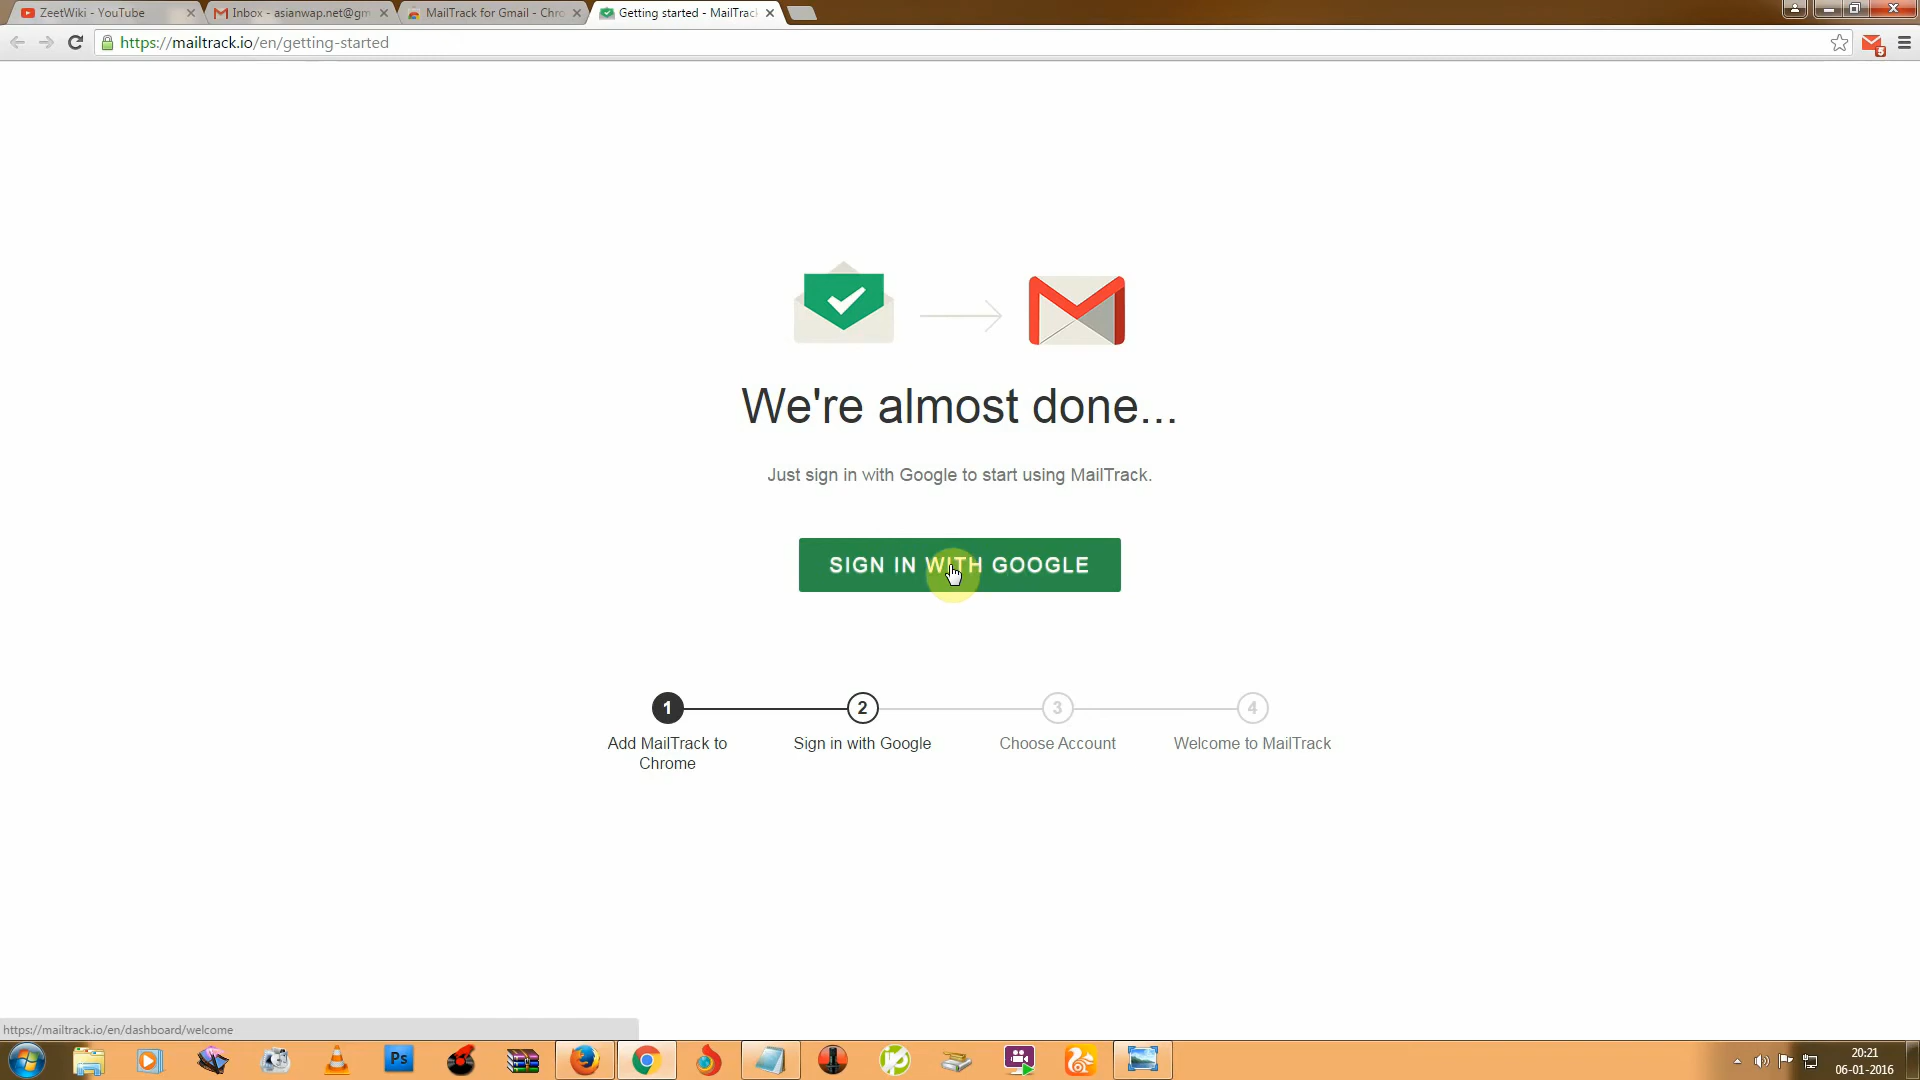 ZeetWiki - YouTube
Inbox - asianwap.net@gm
MailTrack for Gmail - Chro
Getting started - MailTrac
https://mailtrack.io/en/getting-started
5
We're almost done...
Just sign in with Google to start using MailTrack.
SIGN IN WITH GOOGLE
1
2
3
4
Add MailTrack to
Chrome
Sign in with Google
Choose Account
Welcome to MailTrack
https://mailtrack.io/en/dashboard/welcome
Ps
20:21
06-01-2016